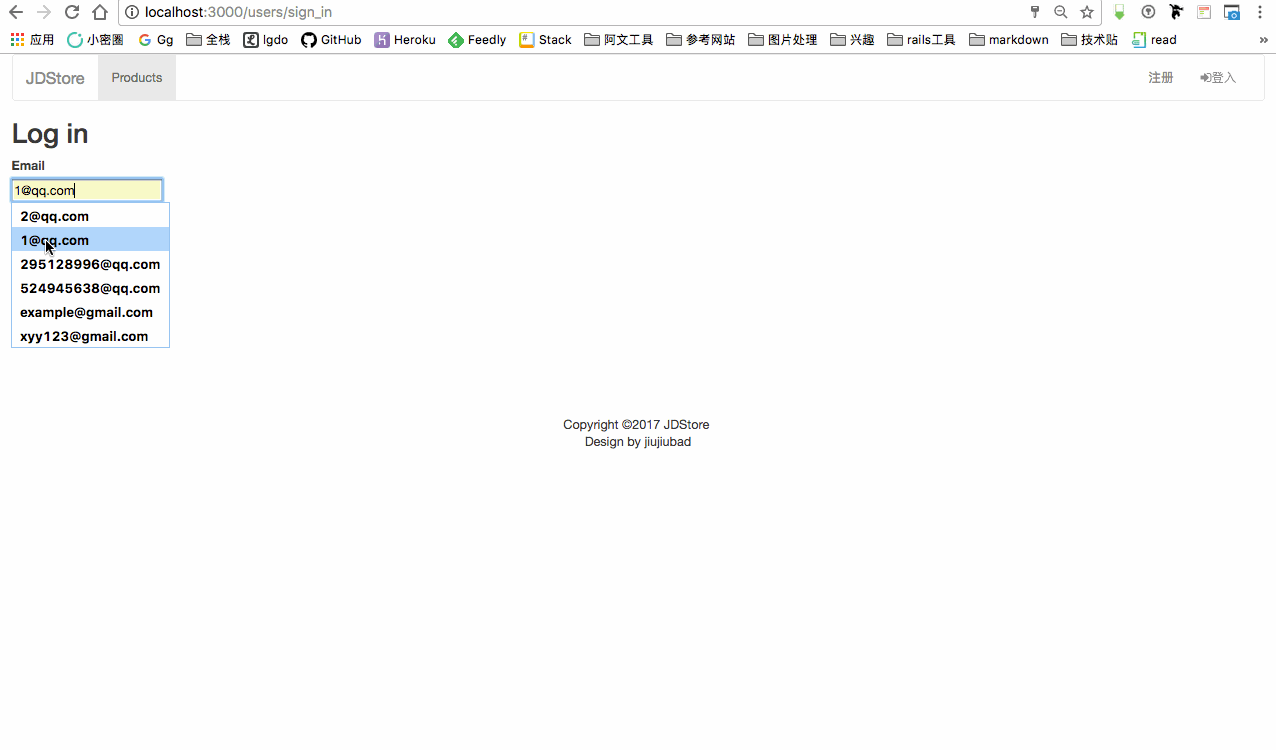 localhost:3000/users/sign_in
应用 小密圈 Gg 全栈 lgdo GitHub Heroku Feedly Stack 阿文工具 参考网站 图片处理 兴趣 rails工具 markdown 技术贴 read »
JDStore Products 注册 登入
Log in
Email
1@qq.com
2@qq.com
1@qq.com
295128996@qq.com
524945638@qq.com
example@gmail.com
xyy123@gmail.com
Copyright ©2017 JDStore
Design by jiujiubad